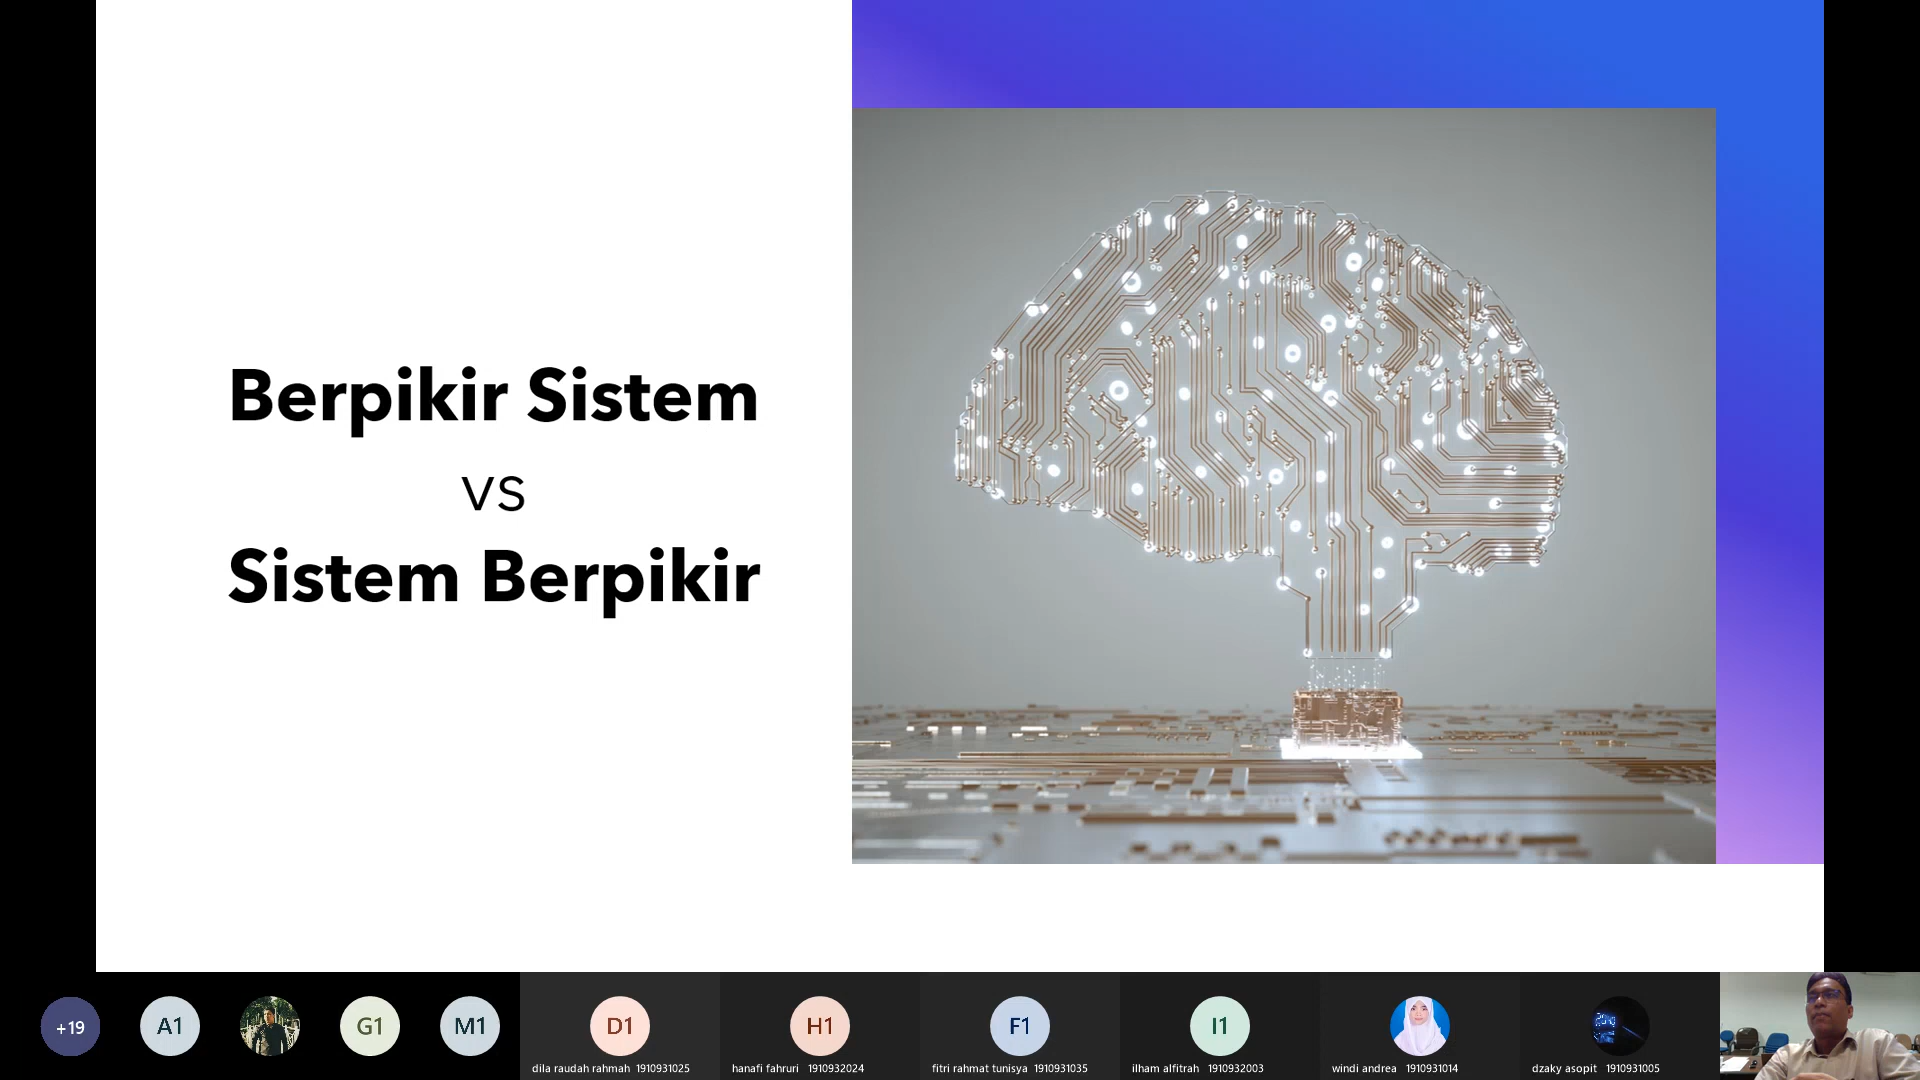 Berpikir Sistem
vs
Sistem Berpikir
+19
A1
G1
M1
D1
H1
F1
I1
dila raudah rahmah 1910931025
hanafi fahruri 1910932024
fitri rahmat tunisya 1910931035
ilham alfitrah 1910932003
windi andrea 1910931014
dzaky asopit 1910931005